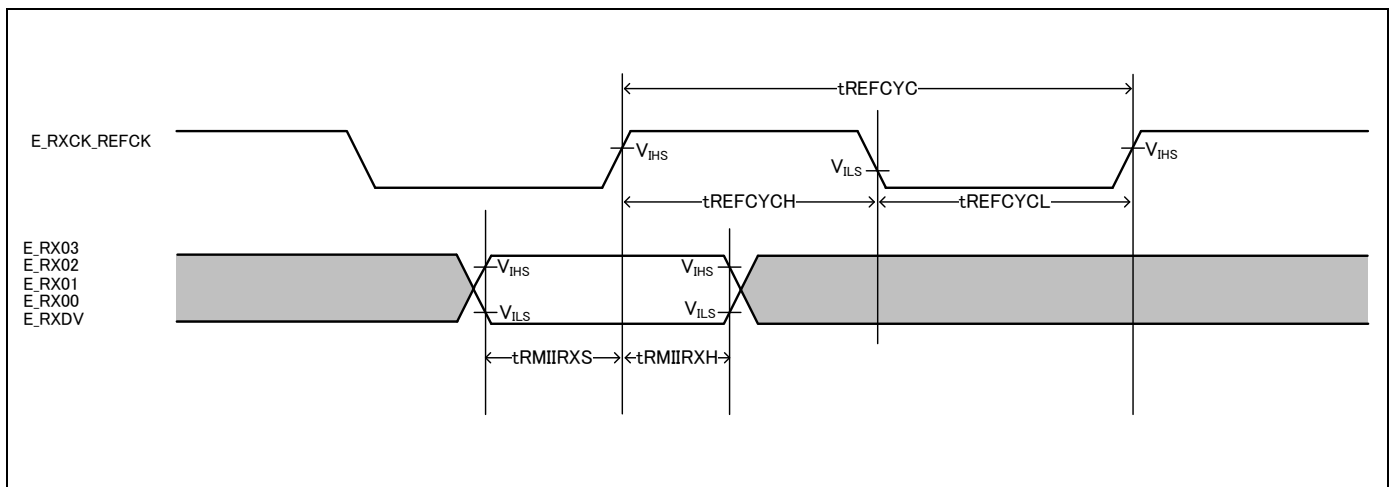 tREFCYC
E_RXCK_REFCK
VIHS
VILS
VIHS
tREFCYCH
tREFCYCL
E_RX03
E_RX02
E_RX01
E_RX00
E_RXDV
VIHS
VIHS
VILS
VILS
tRMIIRXS
tRMIIRXH